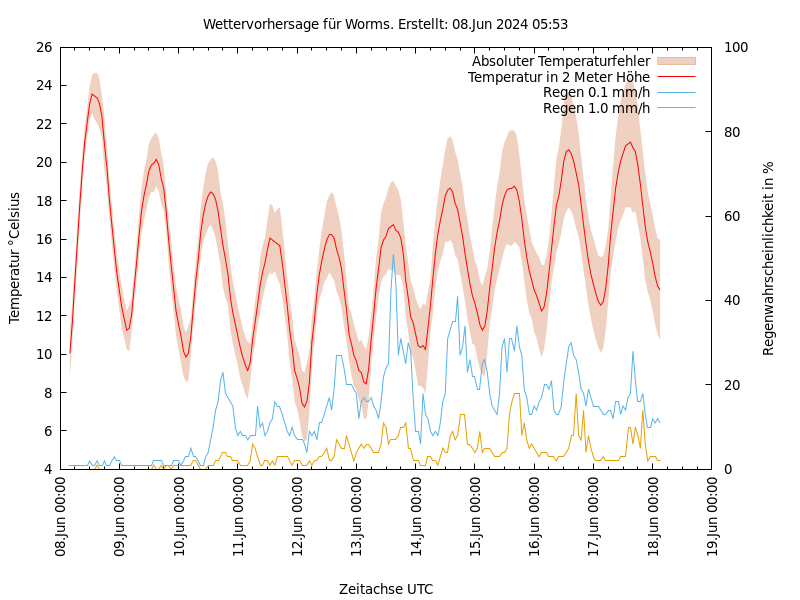 Wettervorhersage für Worms. Erstellt: 08.Jun 2024 05:53
Absoluter Temperaturfehler
Temperatur in 2 Meter Höhe
Regen 0.1 mm/h
Regen 1.0 mm/h
Temperatur °Celsius
26
24
22
20
18
16
14
12
10
8
6
4
100
80
60
40
20
0
Regenwahrscheinlichkeit in %
08.Jun 00:00
09.Jun 00:00
10.Jun 00:00
11.Jun 00:00
12.Jun 00:00
13.Jun 00:00
14.Jun 00:00
15.Jun 00:00
16.Jun 00:00
17.Jun 00:00
18.Jun 00:00
19.Jun 00:00
Zeitachse UTC